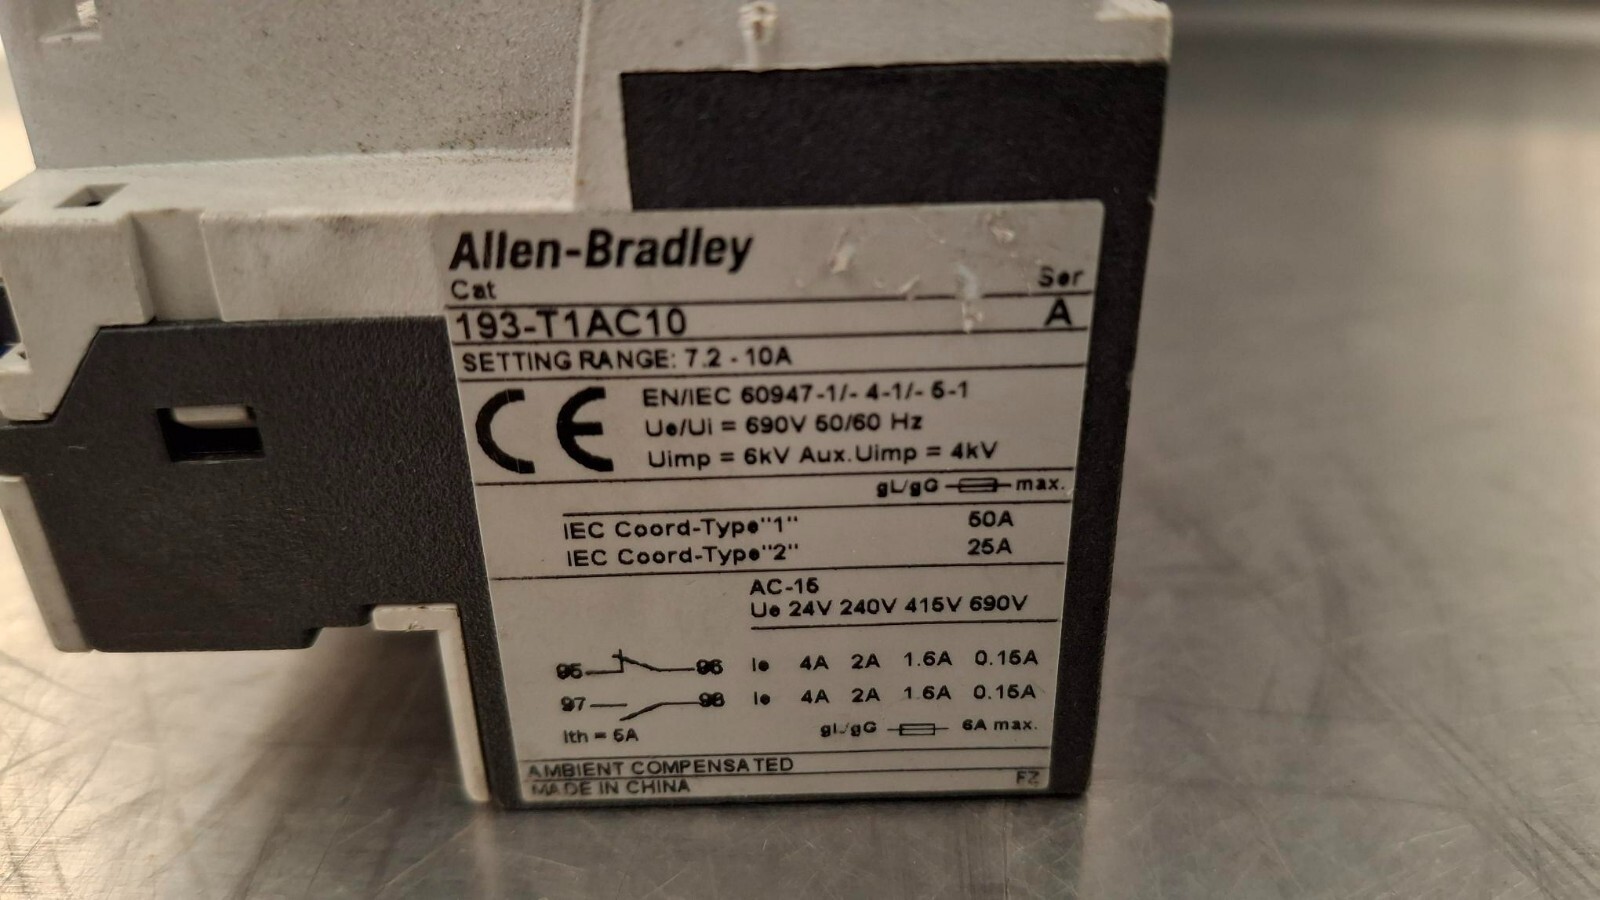 Allen-Bradley
Cat Ser
193-T1AC10 A
SETTING RANGE: 7.2 - 10A
CE EN/IEC 60947-1/- 4-1/- 5-1
Ue/Ui = 690V 50/60 Hz
Uimp = 6kV Aux.Uimp = 4kV
gL/gG max.
IEC Coord-Type"1" 50A
IEC Coord-Type"2" 25A
AC-15
Ue 24V 240V 415V 690V
95 96 Ie 4A 2A 1.6A 0.15A
97 98 Ie 4A 2A 1.6A 0.15A
Ith = 5A gL/gG 6A max.
AMBIENT COMPENSATED
MADE IN CHINA FZ